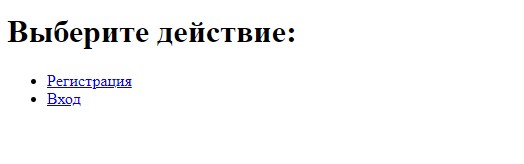 Выберите действие:
Регистрация
Вход